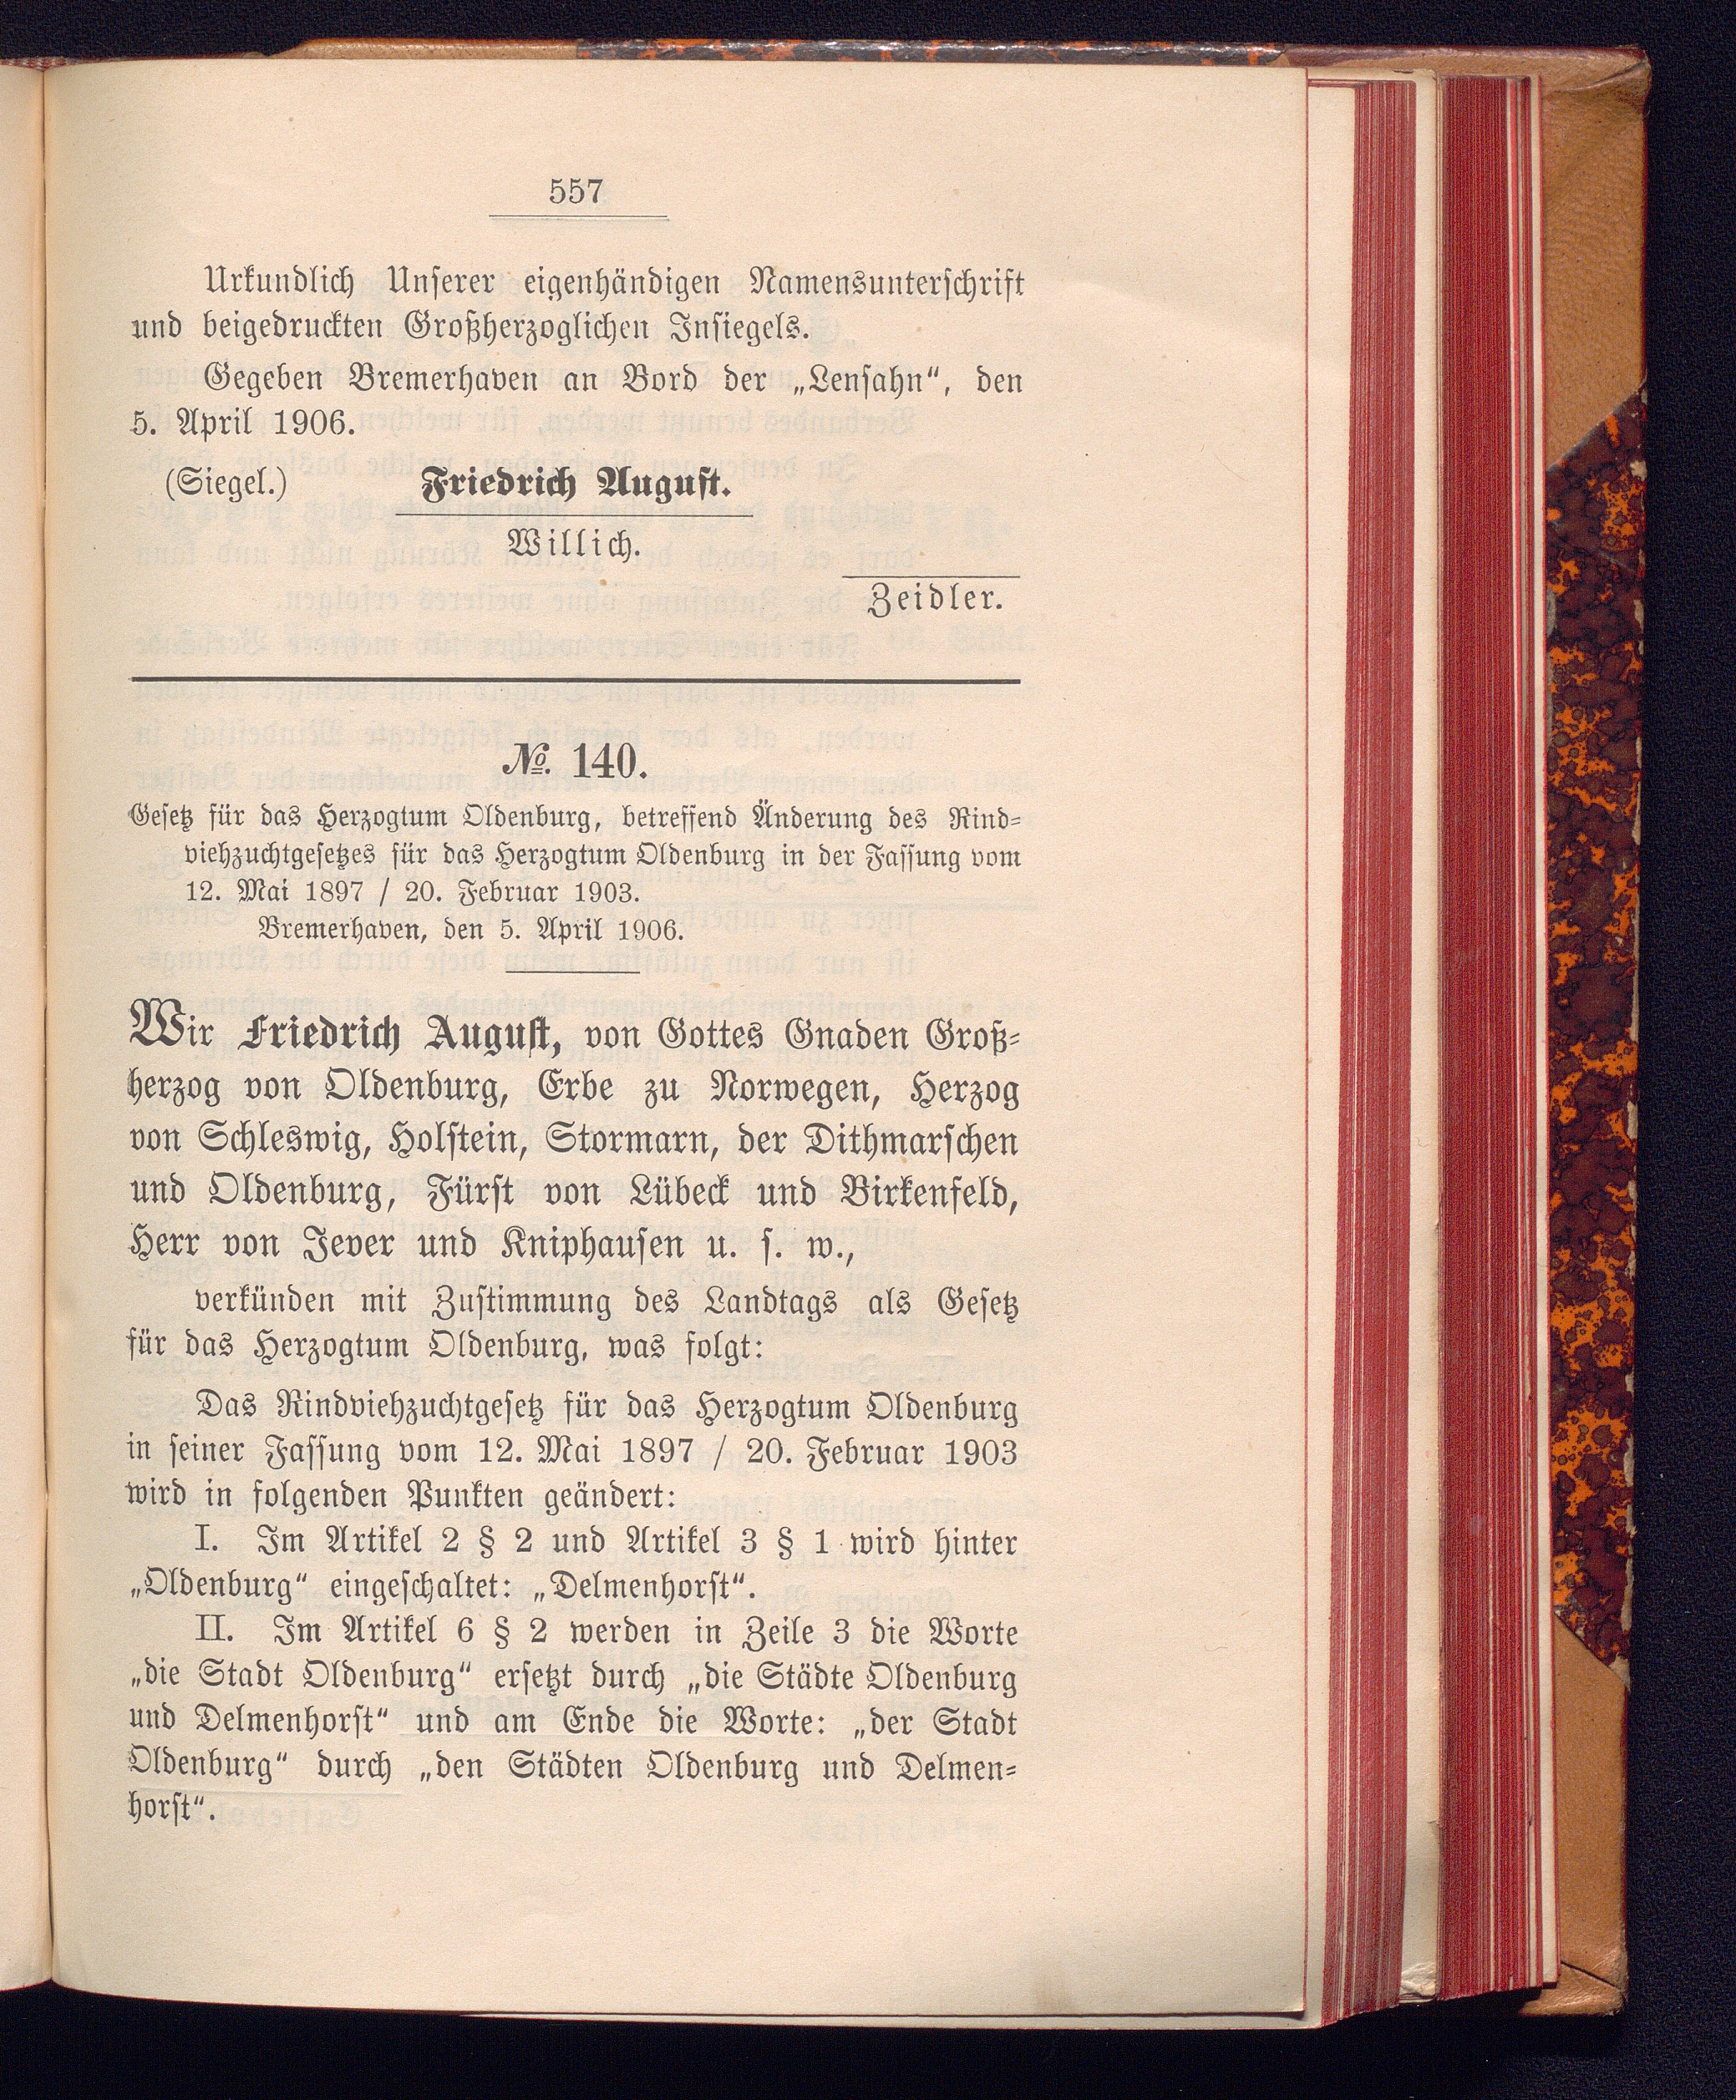 557
Urkundlich Unserer eigenhändigen Namensunterschrift
und beigedruckten Großherzoglichen Insiegels.
Gegeben Bremerhaven an Bord der „Lensahn“, den
5. April 1906.
(Siegel.) Friedrich August.
Willich.
Zeidler.
№. 140.
Gesetz für das Herzogtum Oldenburg, betreffend Änderung des Rind-
viehzuchtgesetzes für das Herzogtum Oldenburg in der Fassung vom
12. Mai 1897 / 20. Februar 1903.
Bremerhaven, den 5. April 1906.
Wir Friedrich August, von Gottes Gnaden Groß-
herzog von Oldenburg, Erbe zu Norwegen, Herzog
von Schleswig, Holstein, Stormarn, der Dithmarschen
und Oldenburg, Fürst von Lübeck und Birkenfeld,
Herr von Jever und Kniphausen u. s. w.,
verkünden mit Zustimmung des Landtags als Gesetz
für das Herzogtum Oldenburg, was folgt:
Das Rindviehzuchtgesetz für das Herzogtum Oldenburg
in seiner Fassung vom 12. Mai 1897 / 20. Februar 1903
wird in folgenden Punkten geändert:
I. Im Artikel 2 § 2 und Artikel 3 § 1 wird hinter
„Oldenburg“ eingeschaltet: „Delmenhorst“.
II. Im Artikel 6 § 2 werden in Zeile 3 die Worte
„die Stadt Oldenburg“ ersetzt durch „die Städte Oldenburg
und Delmenhorst“ und am Ende die Worte: „der Stadt
Oldenburg“ durch „den Städten Oldenburg und Delmen-
horst“.